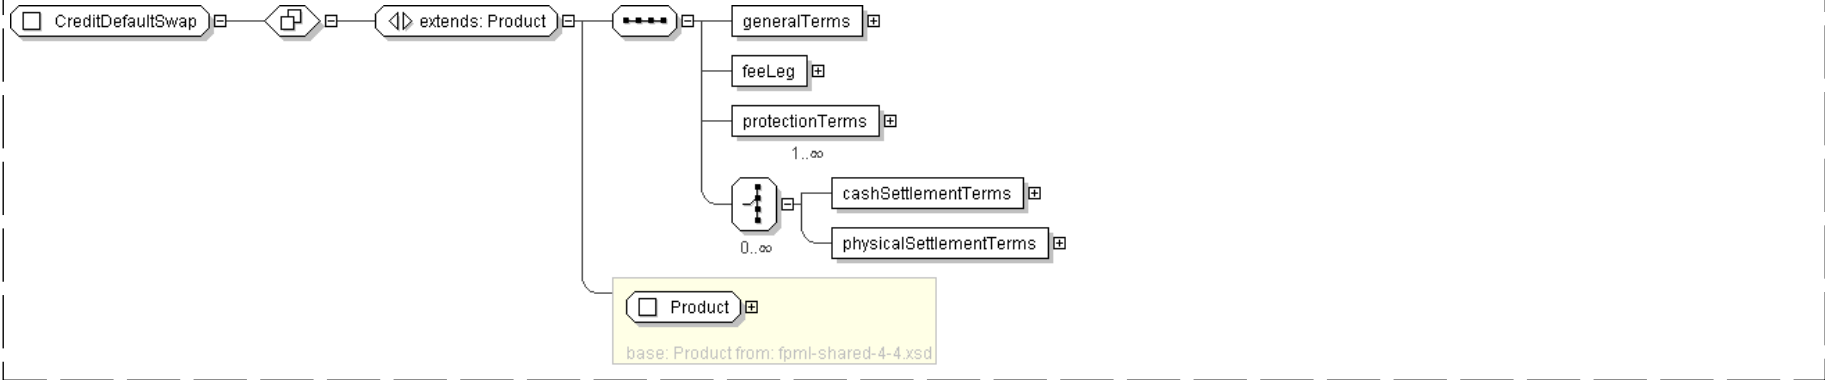 CreditDefaultSwap
extends: Product
generalTerms
feeLeg
protectionTerms
1..∞
cashSettlementTerms
0..∞
physicalSettlementTerms
Product
base: Product from: fpml-shared-4-4.xsd